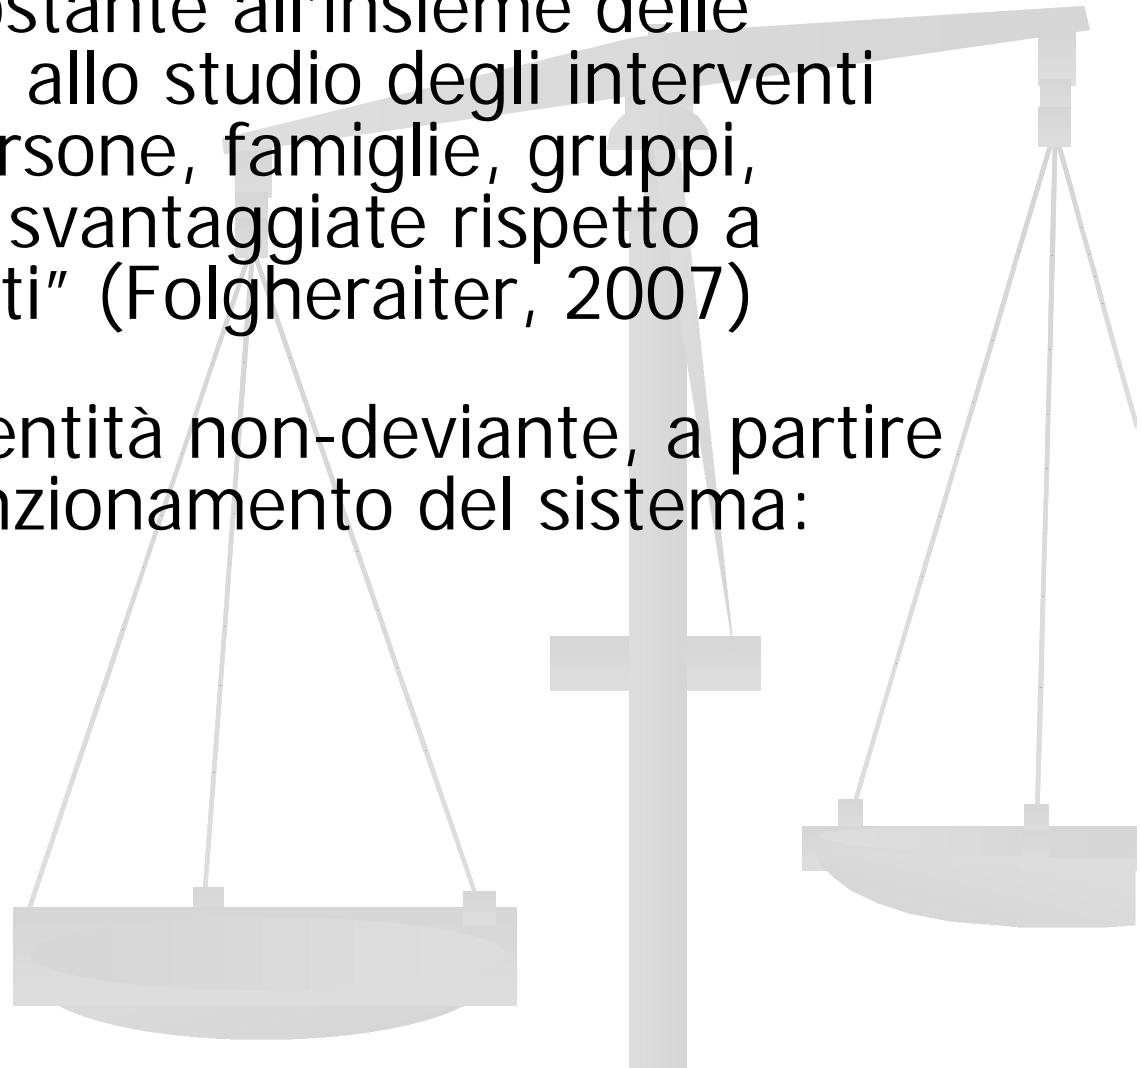 ostante all'insieme delle
allo studio degli interventi
rsone, famiglie, gruppi,
svantaggiate rispetto a
ti” (Folgheraiter, 2007)
entità non-deviante, a partire
nzionamento del sistema: